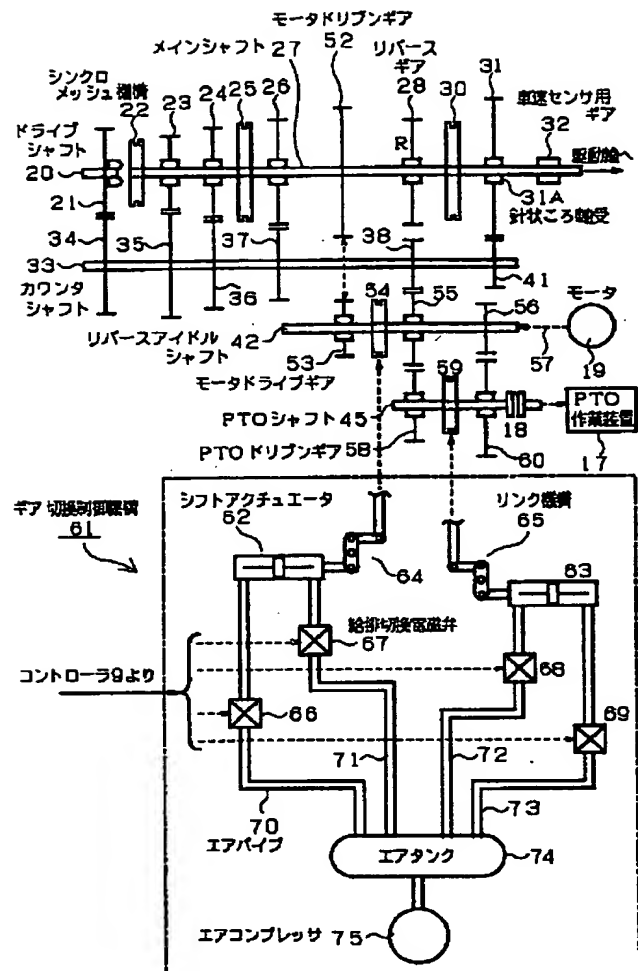 モータドリブンギア
メインシャフト 27 52 リバースギア 31
シンクロメッシュ機構 22 23 24 25 26 28 30 車速センサ用ギア 32
ドライブシャフト 20
R
駆動輪へ
21
31A
針状ころ軸受
34
35 37 38
33
カウンタシャフト
36
41
54 55 56
モータ
リバースアイドルシャフト 42
53
57
19
モータドライブギア
59
PTOシャフト 45
18
PTO作業装置
17
PTOドリブンギア 58
60
ギア切換制御機構
61
シフトアクチュエータ
62
リンク機構
65
64
63
給排切換電磁弁
67
68
コントローラ9より
66
69
71 72
70
エアパイプ
73
エアタンク 74
エアコンプレッサ 75